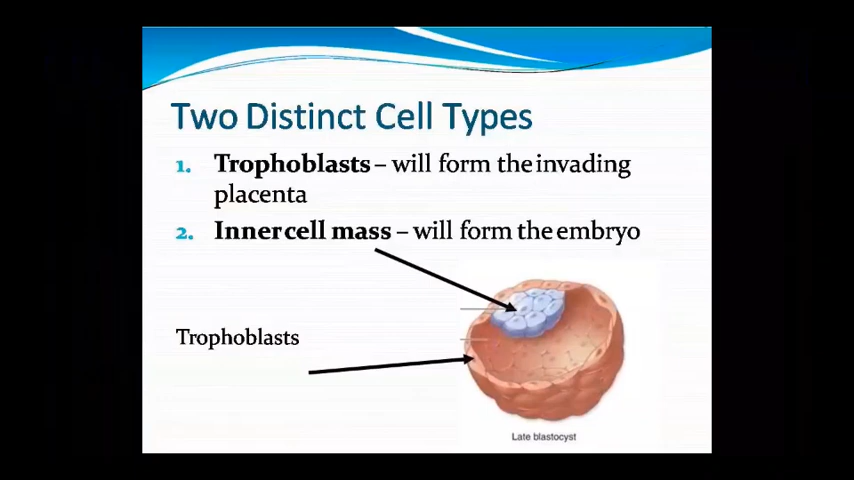 Two Distinct Cell Types
1. Trophoblasts – will form the invading
placenta
2. Inner cell mass – will form the embryo
Trophoblasts
Late blastocyst